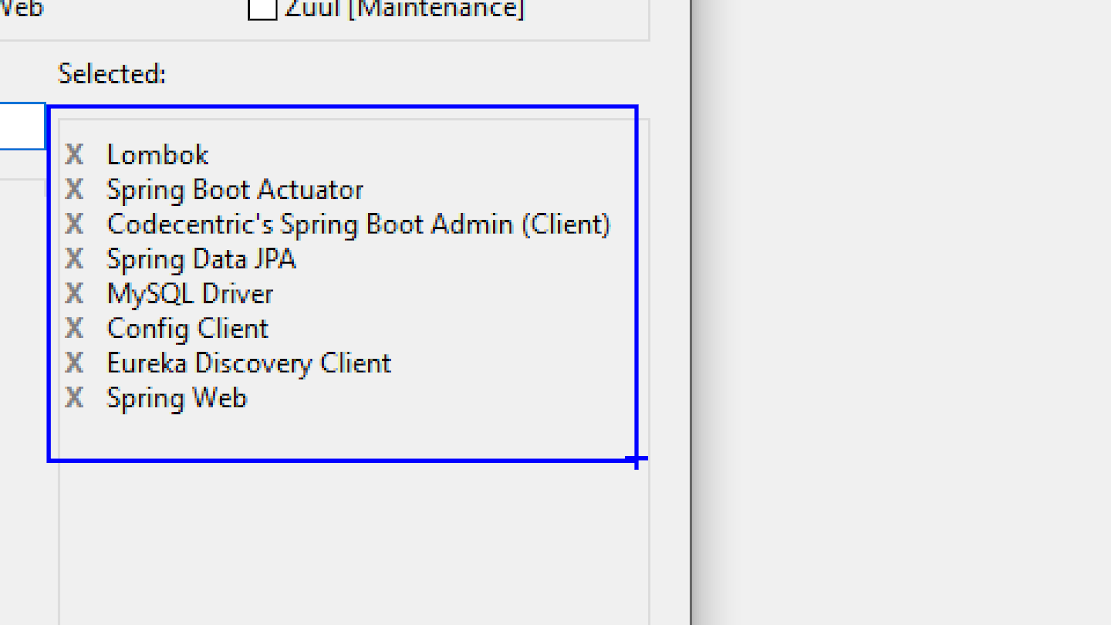 Web
Zuul [Maintenance]
Selected:
X Lombok
X Spring Boot Actuator
X Codecentric's Spring Boot Admin (Client)
X Spring Data JPA
X MySQL Driver
X Config Client
X Eureka Discovery Client
X Spring Web